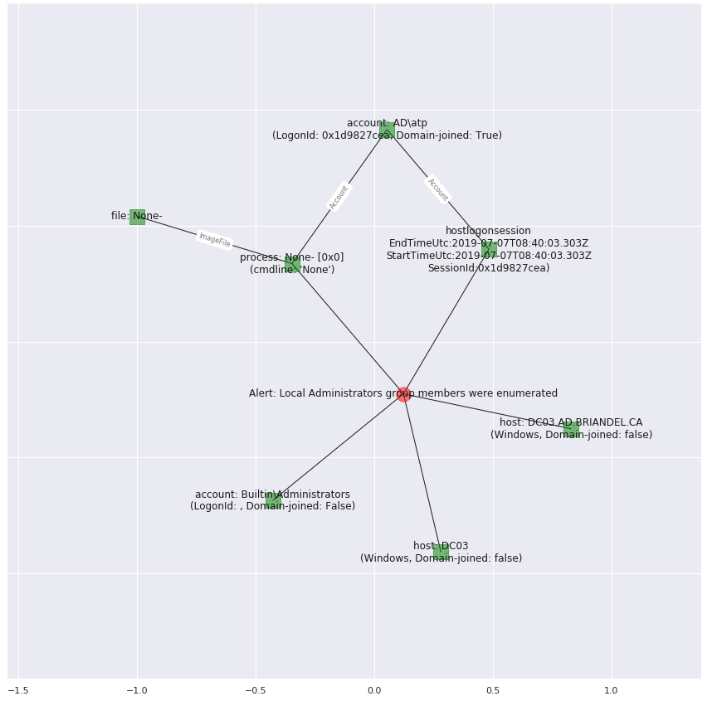 account: AD\atp
(LogonId: 0x1d9827cea, Domain-joined: True)
Account
Account
file: None-
ImageFile
hostlogonsession
EndTimeUtc:2019-07-07T08:40:03.303Z
StartTimeUtc:2019-07-07T08:40:03.303Z
SessionId:0x1d9827cea)
process: None- [0x0]
(cmdline: 'None')
Alert: Local Administrators group members were enumerated
host: DC03.AD.BRIANDEL.CA
(Windows, Domain-joined: false)
account: Builtin\Administrators
(LogonId: , Domain-joined: False)
host: DC03
(Windows, Domain-joined: false)
−1.5 −1.0 −0.5 0.0 0.5 1.0